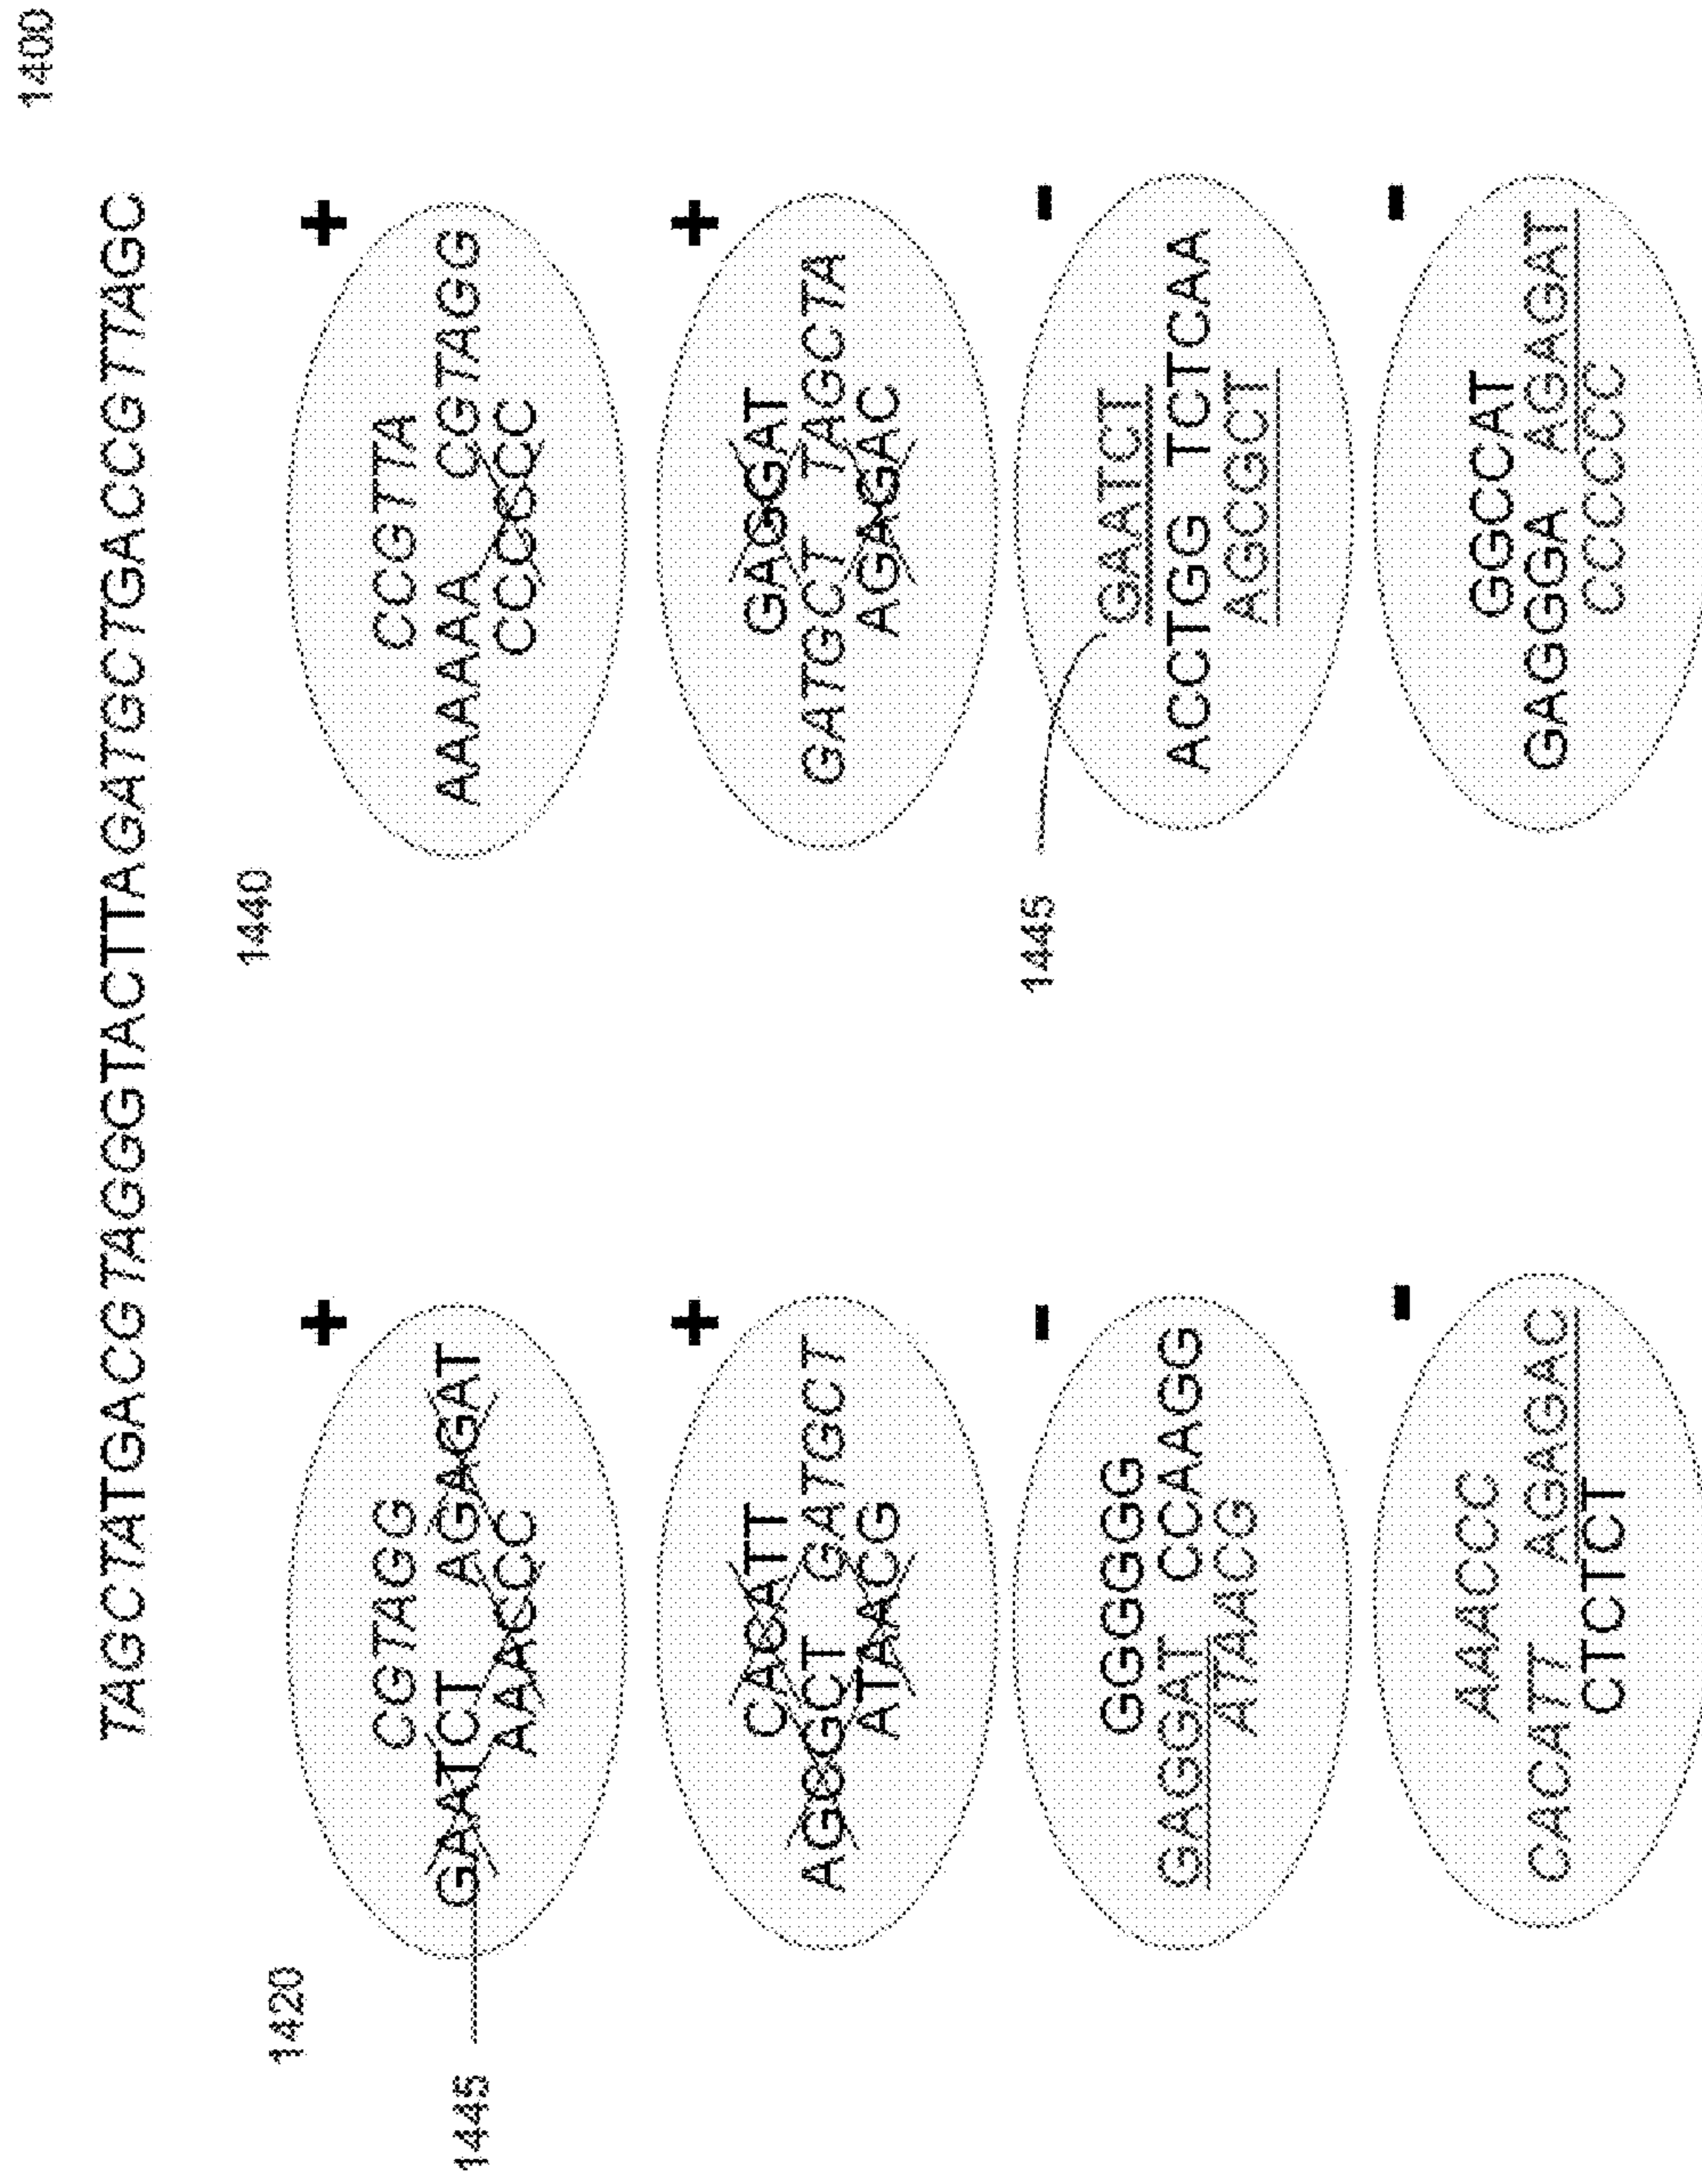 1400
TAGCTATGACGTAGGGTACTTAGATGCTGACCGTTAGC
1420
+
CGTAGG
GAATCT AGAGAT
AAACCC
1445
+
CACATT
AGCGCT GATGCT
ATAACG
-
GGGGGG
GAGGAT CCAAGG
ATAACG
-
AAACCC
CACATT AGAGAC
CTCTCT
1440
+
CCGTTA
AAAAAA CGTAGG
CCCCCC
+
GAGGAT
GATGCT TAGCTA
AGAGAC
1445
-
GAATCT
ACCTGG TCTCAA
AGCGCT
-
GGCCAT
GAGGGA AGAGAT
CCCCCC